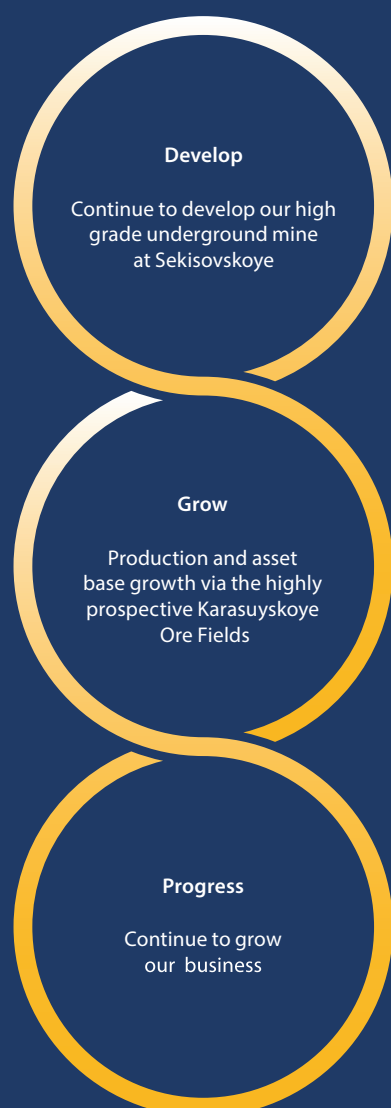 Develop
Continue to develop our high
grade underground mine
at Sekisovskoye
Grow
Production and asset
base growth via the highly
prospective Karasuyskoye
Ore Fields
Progress
Continue to grow
our business